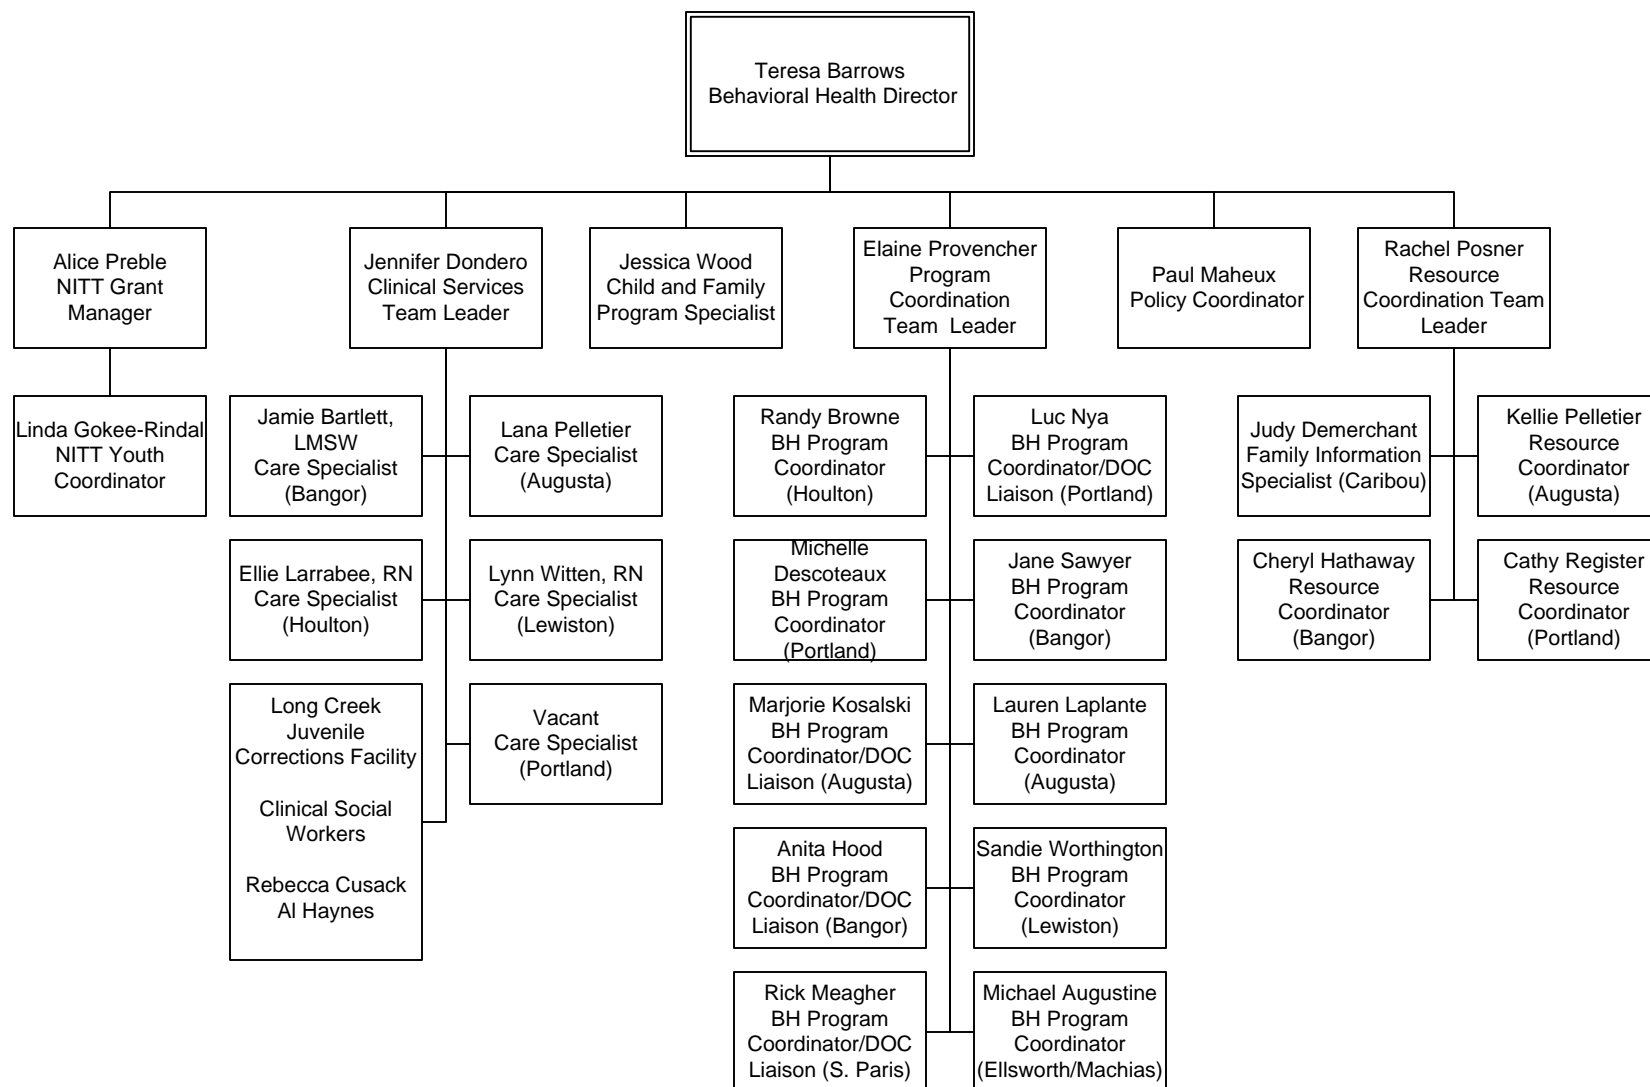 Teresa Barrows
Behavioral Health Director
Alice Preble
NITT Grant
Manager
Jennifer Dondero
Clinical Services
Team Leader
Jessica Wood
Child and Family
Program Specialist
Elaine Provencher
Program
Coordination
Team Leader
Paul Maheux
Policy Coordinator
Rachel Posner
Resource
Coordination Team
Leader
Linda Gokee-Rindal
NITT Youth
Coordinator
Jamie Bartlett,
LMSW
Care Specialist
(Bangor)
Lana Pelletier
Care Specialist
(Augusta)
Randy Browne
BH Program
Coordinator
(Houlton)
Luc Nya
BH Program
Coordinator/DOC
Liaison (Portland)
Judy Demerchant
Family Information
Specialist (Caribou)
Kellie Pelletier
Resource
Coordinator
(Augusta)
Ellie Larrabee, RN
Care Specialist
(Houlton)
Lynn Witten, RN
Care Specialist
(Lewiston)
Michelle
Descoteaux
BH Program
Coordinator
(Portland)
Jane Sawyer
BH Program
Coordinator
(Bangor)
Cheryl Hathaway
Resource
Coordinator
(Bangor)
Cathy Register
Resource
Coordinator
(Portland)
Long Creek
Juvenile
Corrections Facility
Clinical Social
Workers
Rebecca Cusack
Al Haynes
Vacant
Care Specialist
(Portland)
Marjorie Kosalski
BH Program
Coordinator/DOC
Liaison (Augusta)
Lauren Laplante
BH Program
Coordinator
(Augusta)
Anita Hood
BH Program
Coordinator/DOC
Liaison (Bangor)
Sandie Worthington
BH Program
Coordinator
(Lewiston)
Rick Meagher
BH Program
Coordinator/DOC
Liaison (S. Paris)
Michael Augustine
BH Program
Coordinator
(Ellsworth/Machias)